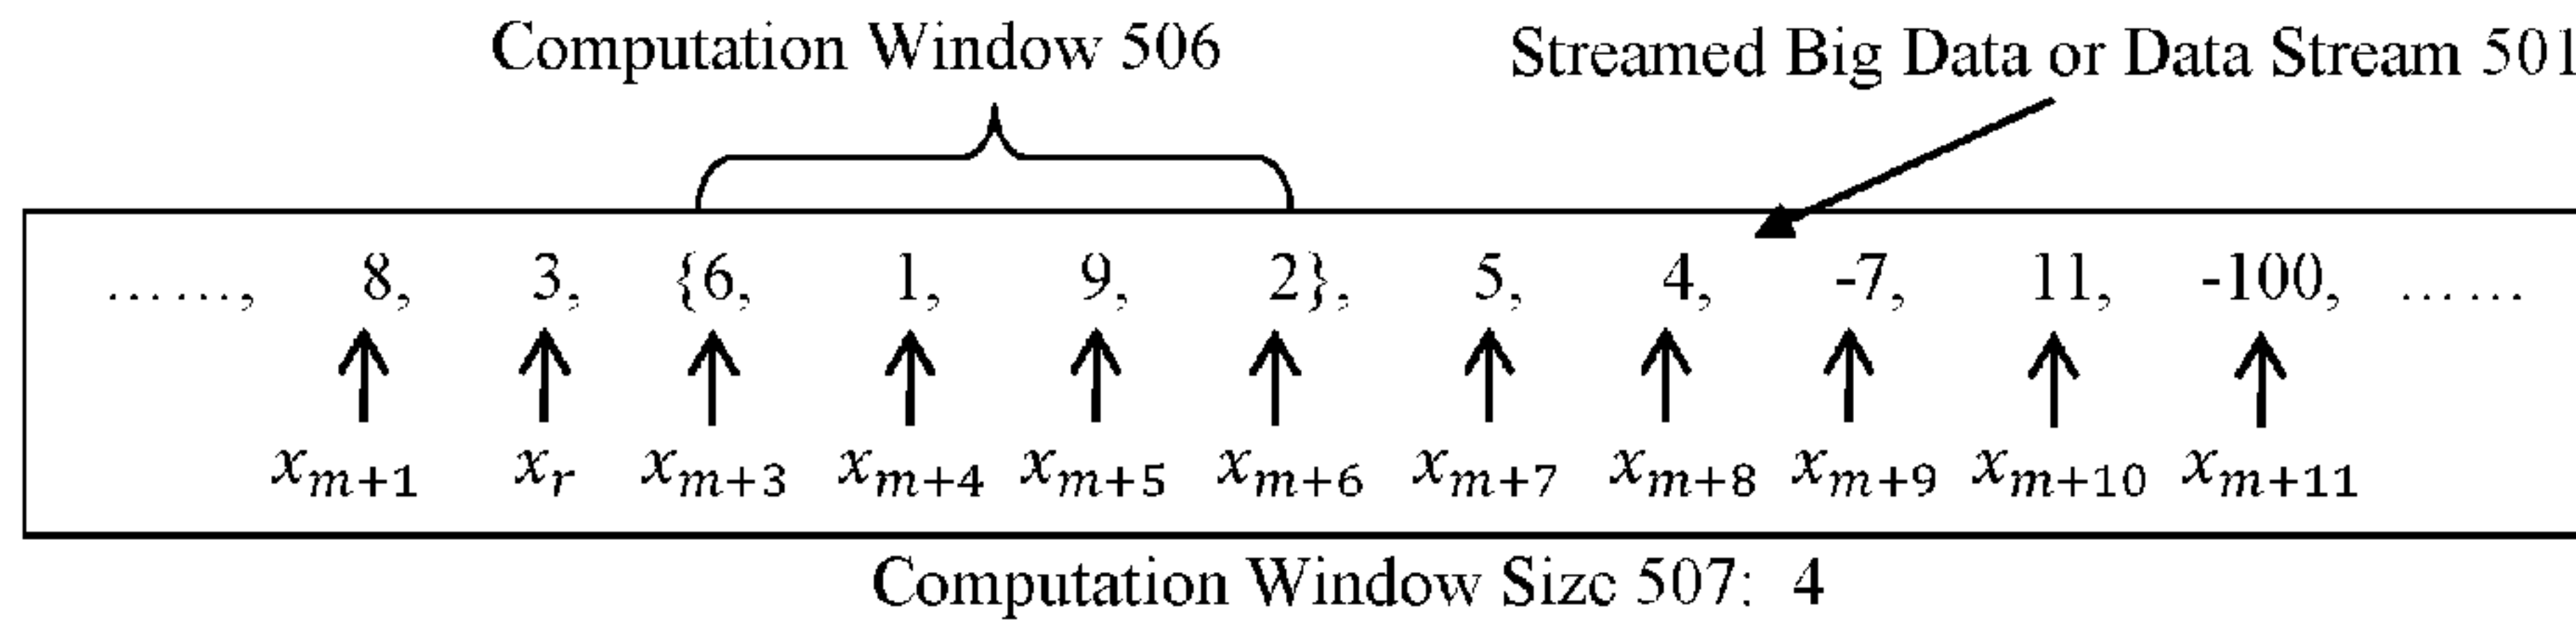 Computation Window 506 Streamed Big Data or Data Stream 501
……, 8, 3, {6, 1, 9, 2}, 5, 4, -7, 11, -100, ……
x_{m+1} x_r x_{m+3} x_{m+4} x_{m+5} x_{m+6} x_{m+7} x_{m+8} x_{m+9} x_{m+10} x_{m+11}
Computation Window Size 507: 4